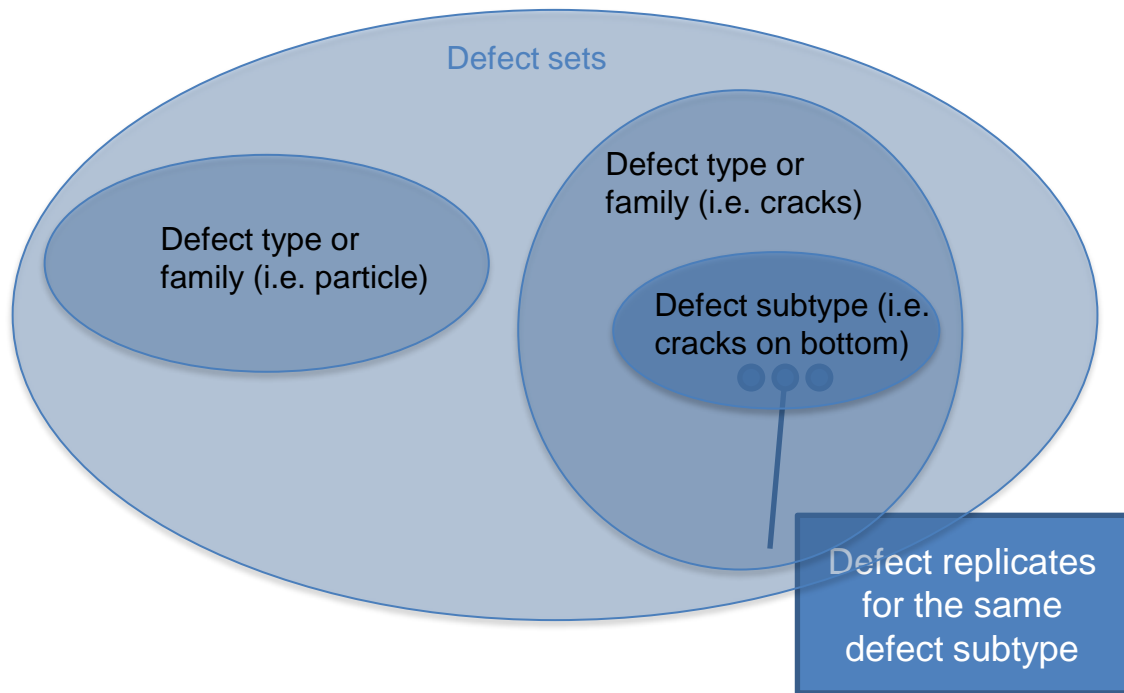 Defect sets
Defect type or
family (i.e. particle)
Defect type or
family (i.e. cracks)
Defect subtype (i.e.
cracks on bottom)
Defect replicates
for the same
defect subtype